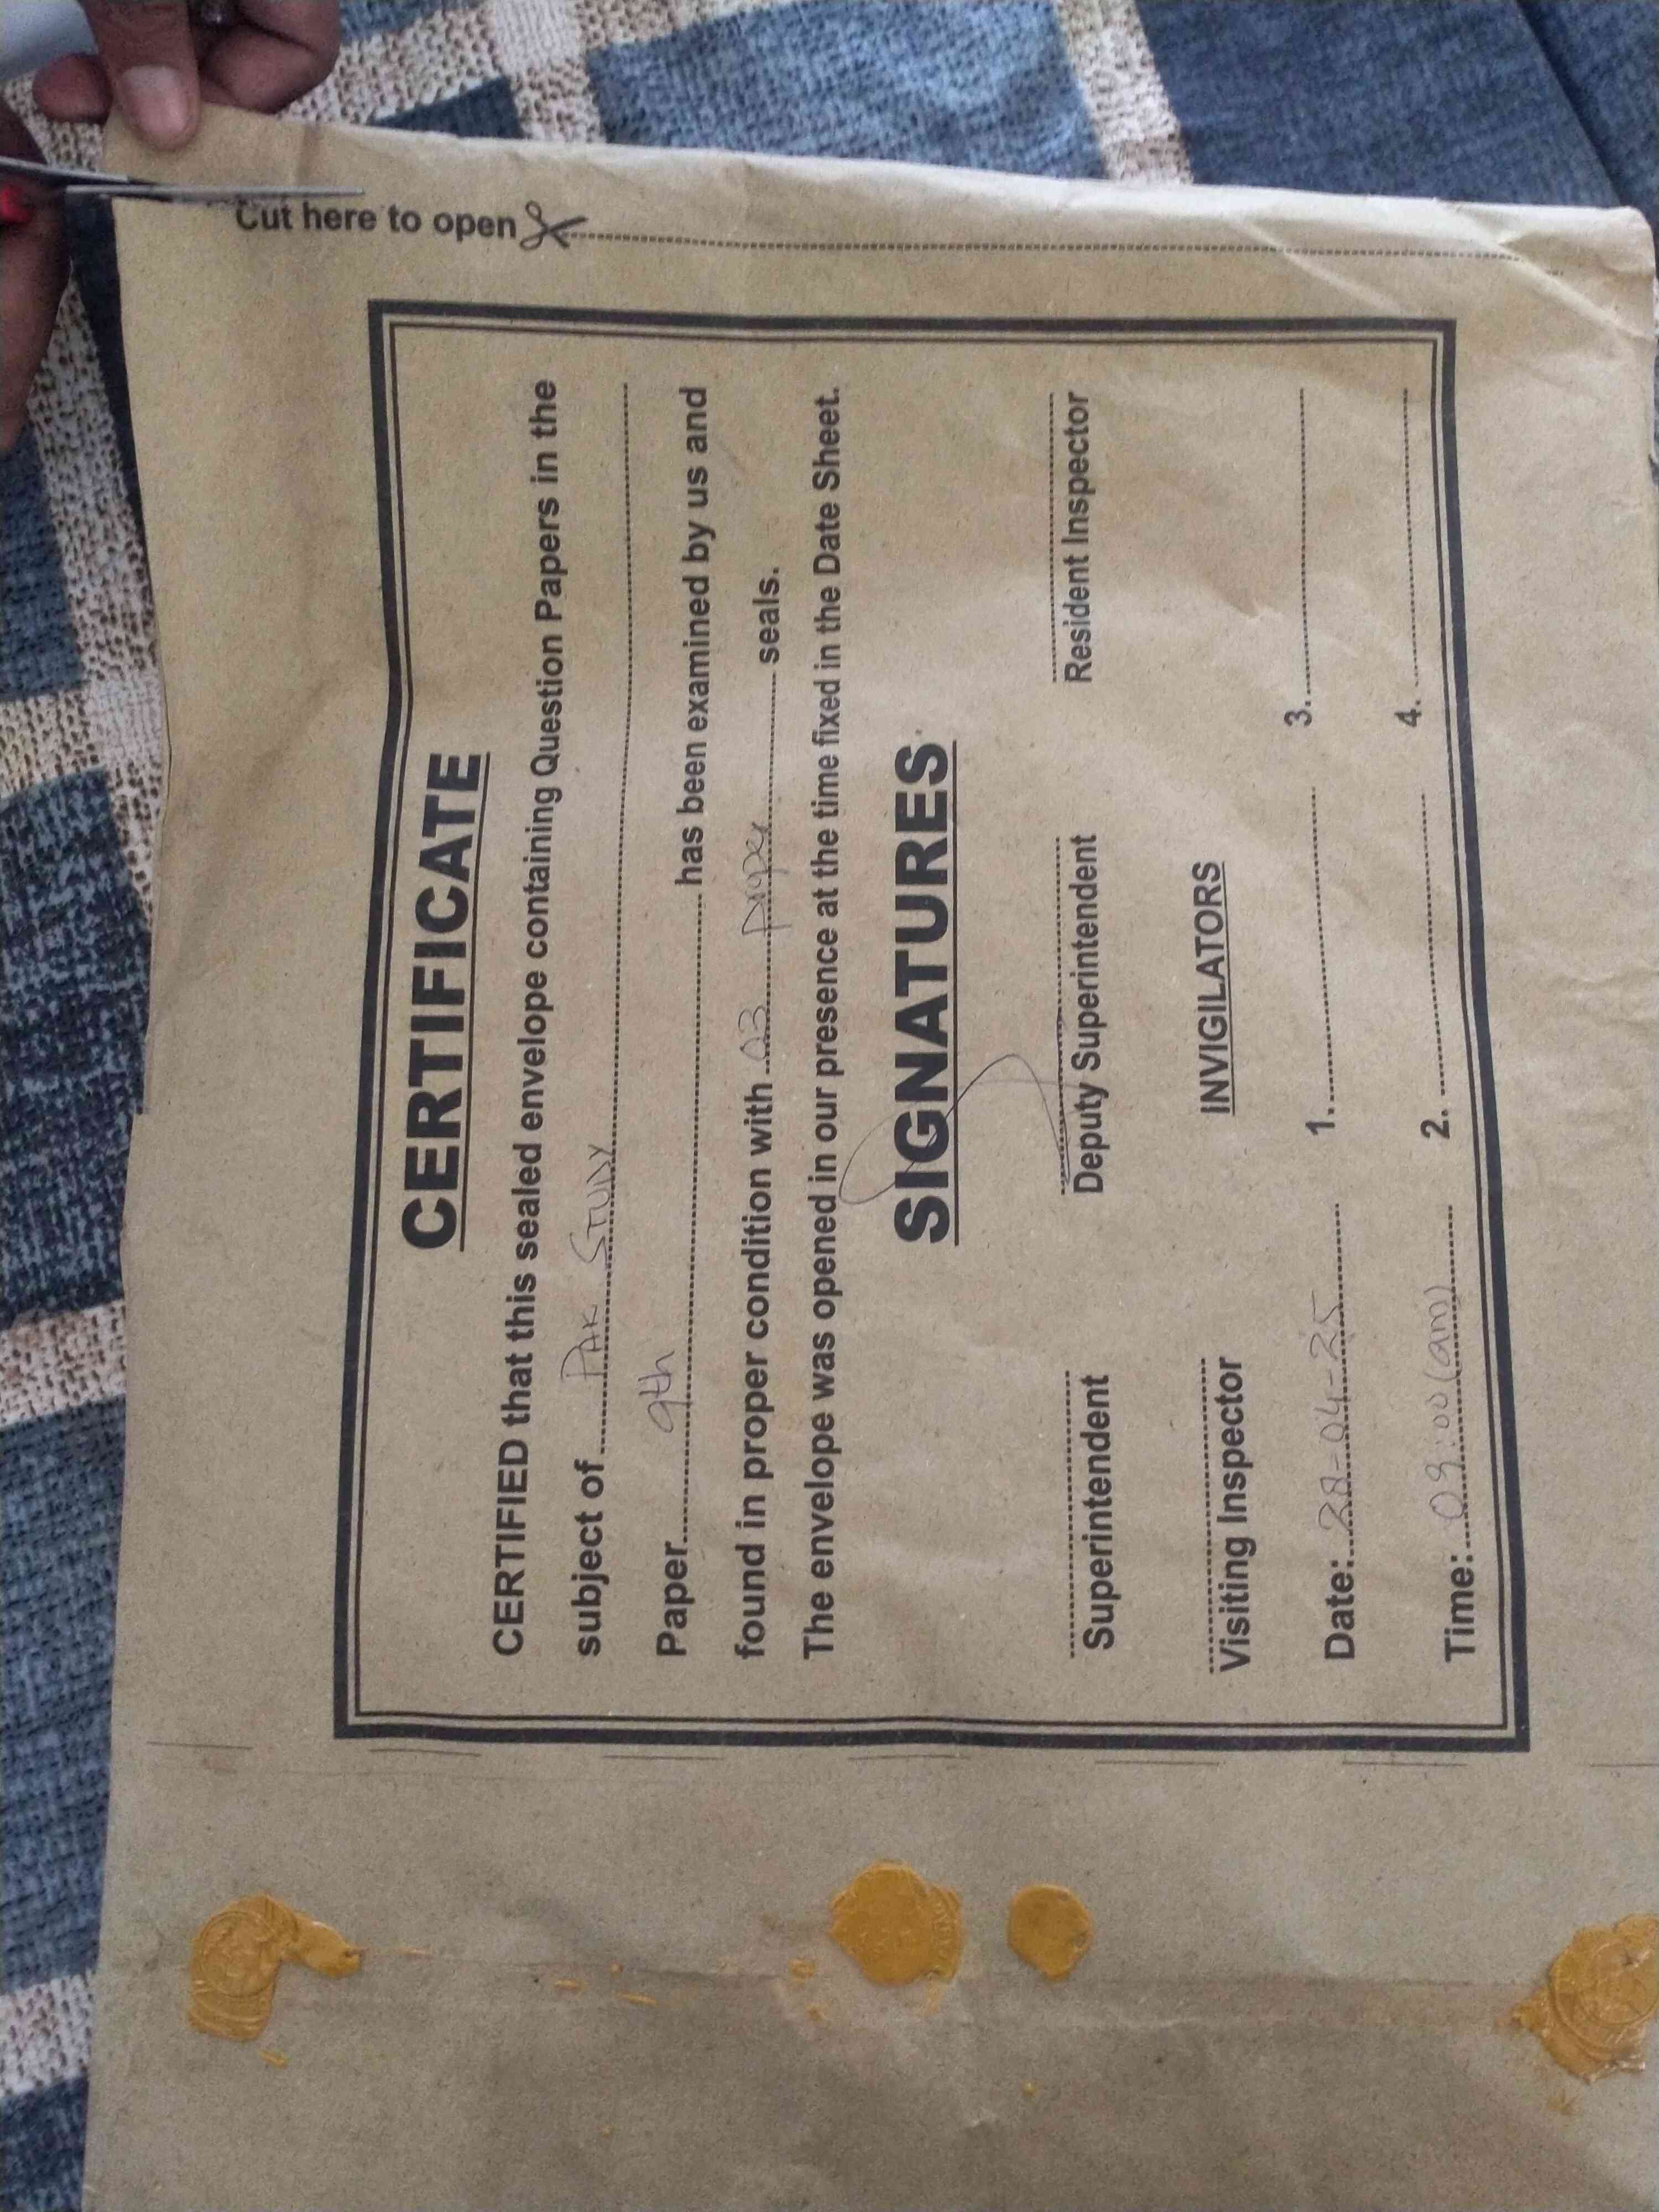 Cut here to open
CERTIFICATE
CERTIFIED that this sealed envelope containing Question Papers in the
subject of PAK STUDY
Paper 9th has been examined by us and
found in proper condition with 03 proper seals.
The envelope was opened in our presence at the time fixed in the Date Sheet.
SIGNATURES
Superintendent Deputy Superintendent Resident Inspector
Visiting Inspector INVIGILATORS
Date: 28-04-25 1. 3.
Time: 09:00 (am) 2. 4.